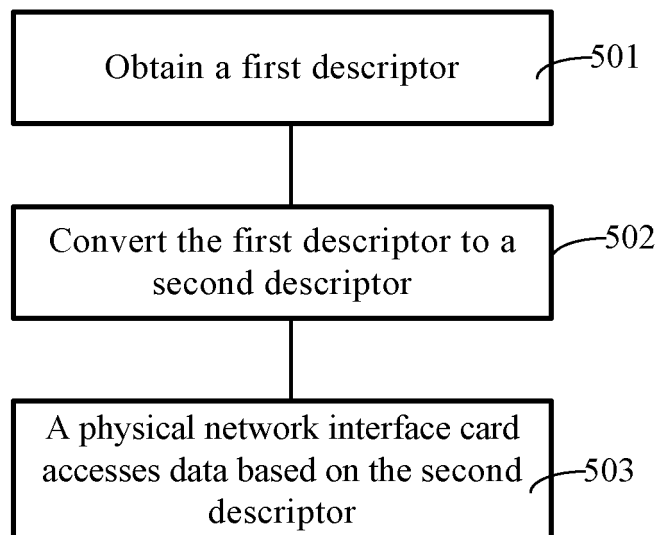 Obtain a first descriptor
501
Convert the first descriptor to a
second descriptor
502
A physical network interface card
accesses data based on the second
descriptor
503